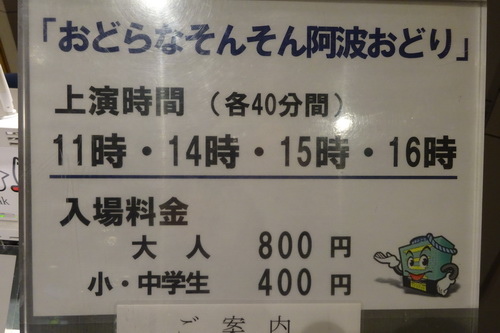 「おどらなそんそん阿波おどり」
上演時間（各40分間）
11時・14時・15時・16時
入場料金
大人 800円
小・中学生 400円
ご案内